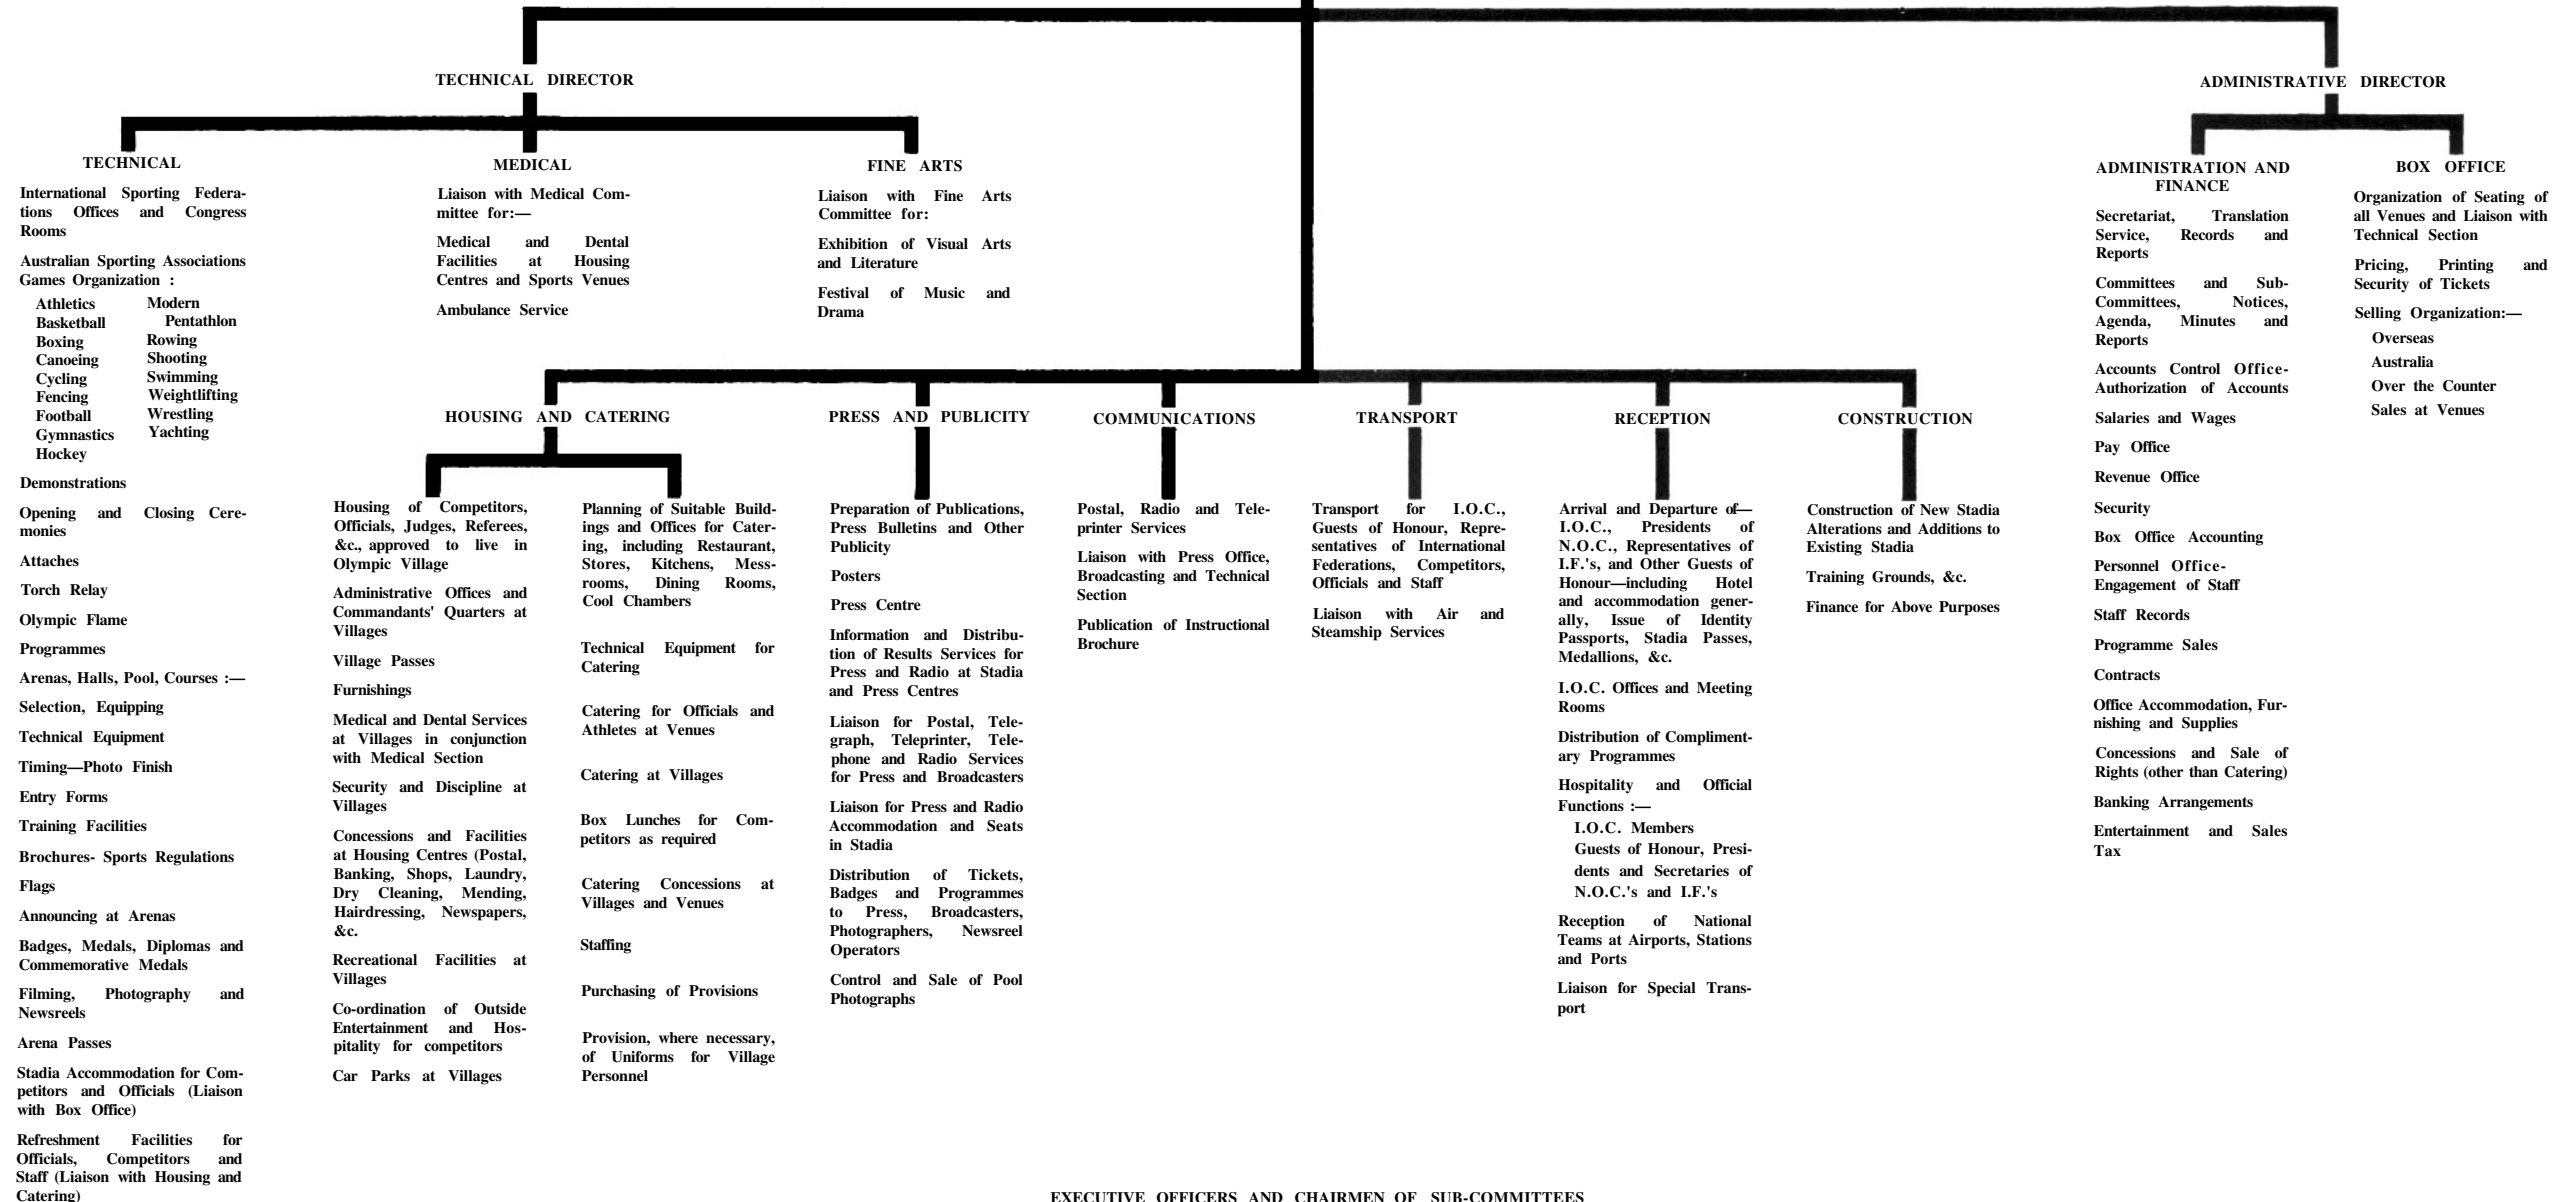 TECHNICAL DIRECTOR
ADMINISTRATIVE DIRECTOR
TECHNICAL
International Sporting Federa-
tions Offices and Congress
Rooms
Australian Sporting Associations
Games Organization :
Athletics
Basketball
Boxing
Canoeing
Cycling
Fencing
Football
Gymnastics
Hockey
Modern
Pentathlon
Rowing
Shooting
Swimming
Weightlifting
Wrestling
Yachting
Demonstrations
Opening and Closing Cere-
monies
Attaches
Torch Relay
Olympic Flame
Programmes
Arenas, Halls, Pool, Courses :—
Selection, Equipping
Technical Equipment
Timing—Photo Finish
Entry Forms
Training Facilities
Brochures- Sports Regulations
Flags
Announcing at Arenas
Badges, Medals, Diplomas and
Commemorative Medals
Filming, Photography and
Newsreels
Arena Passes
Stadia Accommodation for Com-
petitors and Officials (Liaison
with Box Office)
Refreshment Facilities for
Officials, Competitors and
Staff (Liaison with Housing and
Catering)
MEDICAL
Liaison with Medical Com-
mittee for:—
Medical and Dental
Facilities at Housing
Centres and Sports Venues
Ambulance Service
FINE ARTS
Liaison with Fine Arts
Committee for:
Exhibition of Visual Arts
and Literature
Festival of Music and
Drama
HOUSING AND CATERING
Housing of Competitors,
Officials, Judges, Referees,
&c., approved to live in
Olympic Village
Administrative Offices and
Commandants' Quarters at
Villages
Village Passes
Furnishings
Medical and Dental Services
at Villages in conjunction
with Medical Section
Security and Discipline at
Villages
Concessions and Facilities
at Housing Centres (Postal,
Banking, Shops, Laundry,
Dry Cleaning, Mending,
Hairdressing, Newspapers,
&c.
Recreational Facilities at
Villages
Co-ordination of Outside
Entertainment and Hos-
pitality for competitors
Car Parks at Villages
Planning of Suitable Build-
ings and Offices for Cater-
ing, including Restaurant,
Stores, Kitchens, Mess-
rooms, Dining Rooms,
Cool Chambers
Technical Equipment for
Catering
Catering for Officials and
Athletes at Venues
Catering at Villages
Box Lunches for Com-
petitors as required
Catering Concessions at
Villages and Venues
Staffing
Purchasing of Provisions
Provision, where necessary,
of Uniforms for Village
Personnel
PRESS AND PUBLICITY
Preparation of Publications,
Press Bulletins and Other
Publicity
Posters
Press Centre
Information and Distribu-
tion of Results Services for
Press and Radio at Stadia
and Press Centres
Liaison for Postal, Tele-
graph, Teleprinter, Tele-
phone and Radio Services
for Press and Broadcasters
Liaison for Press and Radio
Accommodation and Seats
in Stadia
Distribution of Tickets,
Badges and Programmes
to Press, Broadcasters,
Photographers, Newsreel
Operators
Control and Sale of Pool
Photographs
COMMUNICATIONS
Postal, Radio and Tele-
printer Services
Liaison with Press Office,
Broadcasting and Technical
Section
Publication of Instructional
Brochure
TRANSPORT
Transport for I.O.C.,
Guests of Honour, Repre-
sentatives of International
Federations, Competitors,
Officials and Staff
Liaison with Air and
Steamship Services
RECEPTION
Arrival and Departure of—
I.O.C., Presidents of
N.O.C., Representatives of
I.F.'s, and Other Guests of
Honour—including Hotel
and accommodation gener-
ally, Issue of Identity
Passports, Stadia Passes,
Medallions, &c.
I.O.C. Offices and Meeting
Rooms
Distribution of Compliment-
ary Programmes
Hospitality and Official
Functions :—
I.O.C. Members
Guests of Honour, Presi-
dents and Secretaries of
N.O.C.'s and I.F.'s
Reception of National
Teams at Airports, Stations
and Ports
Liaison for Special Trans-
port
CONSTRUCTION
Construction of New Stadia
Alterations and Additions to
Existing Stadia
Training Grounds, &c.
Finance for Above Purposes
ADMINISTRATION AND
FINANCE
Secretariat, Translation
Service, Records and
Reports
Committees and Sub-
Committees, Notices,
Agenda, Minutes and
Reports
Accounts Control Office-
Authorization of Accounts
Salaries and Wages
Pay Office
Revenue Office
Security
Box Office Accounting
Personnel Office-
Engagement of Staff
Staff Records
Programme Sales
Contracts
Office Accommodation, Fur-
nishing and Supplies
Concessions and Sale of
Rights (other than Catering)
Banking Arrangements
Entertainment and Sales
Tax
BOX OFFICE
Organization of Seating of
all Venues and Liaison with
Technical Section
Pricing, Printing and
Security of Tickets
Selling Organization:—
Overseas
Australia
Over the Counter
Sales at Venues
EXECUTIVE OFFICERS AND CHAIRMEN OF SUB-COMMITTEES